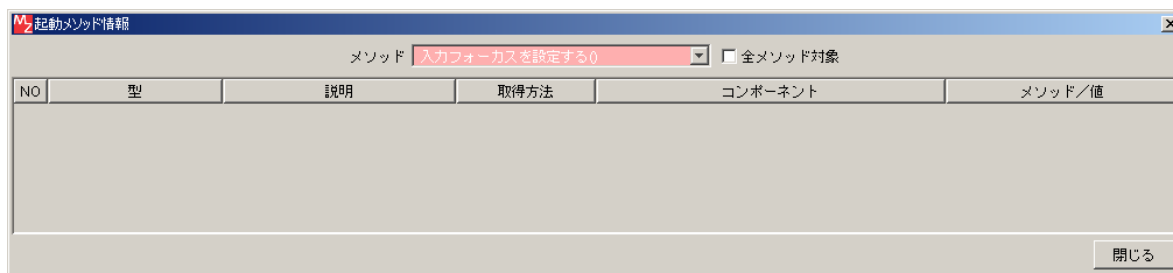 MZ 起動メソッド情報
メソッド 入力フォーカスを設定する() 全メソッド対象
NO 型 説明 取得方法 コンポーネント メソッド／値
閉じる